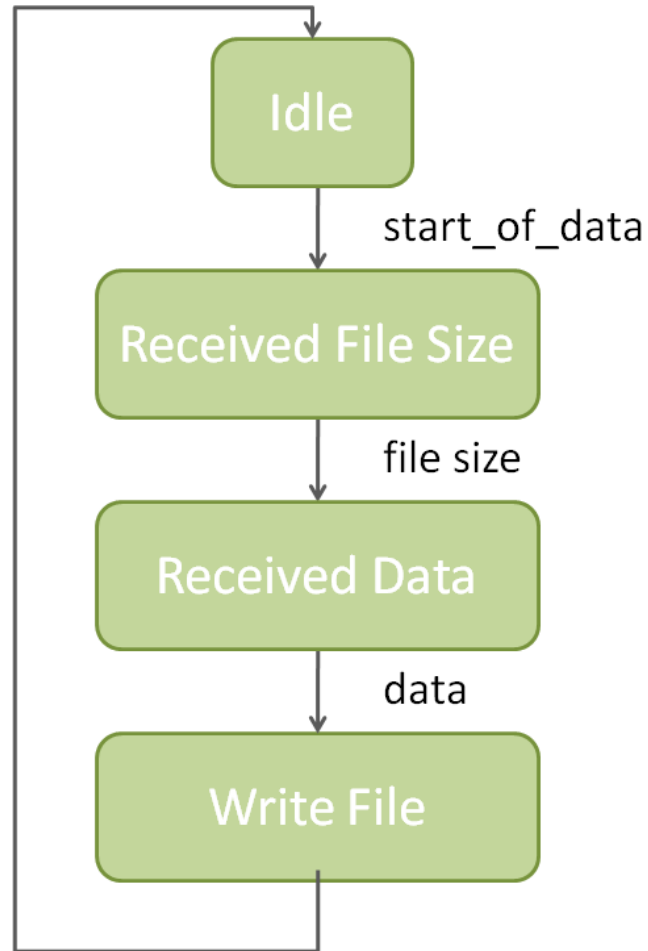 Idle
start_of_data
Received File Size
file size
Received Data
data
Write File